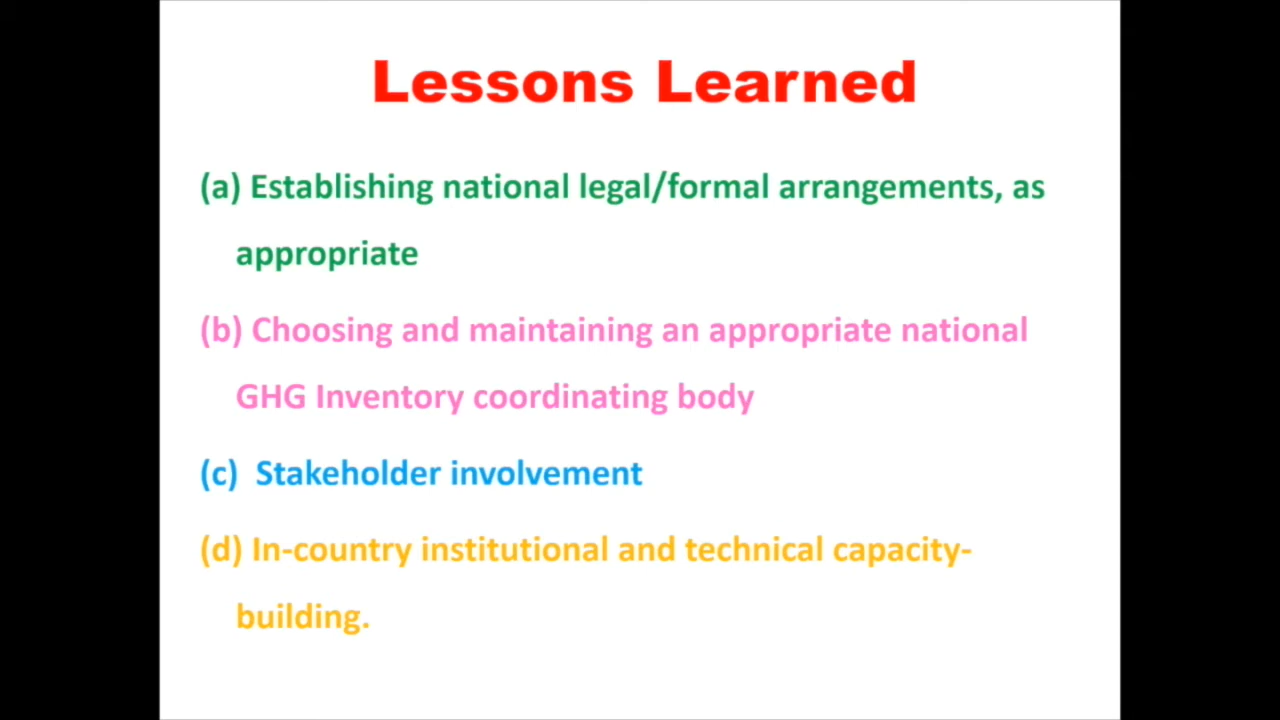 Lessons Learned
(a) Establishing national legal/formal arrangements, as
appropriate
(b) Choosing and maintaining an appropriate national
GHG Inventory coordinating body
(c) Stakeholder involvement
(d) In-country institutional and technical capacity-
building.